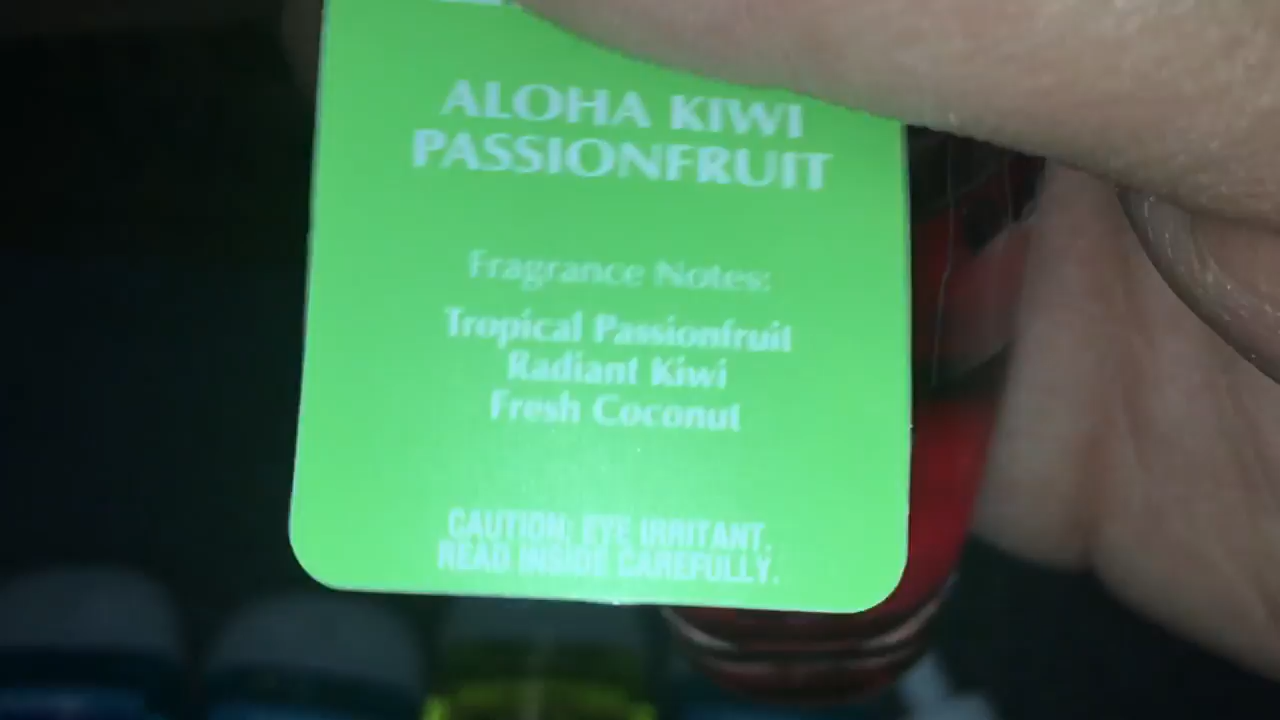 ALOHA KIWI
PASSIONFRUIT
Fragrance Notes:
Tropical Passionfruit
Radiant Kiwi
Fresh Coconut
CAUTION: EYE IRRITANT.
READ INSIDE CAREFULLY.